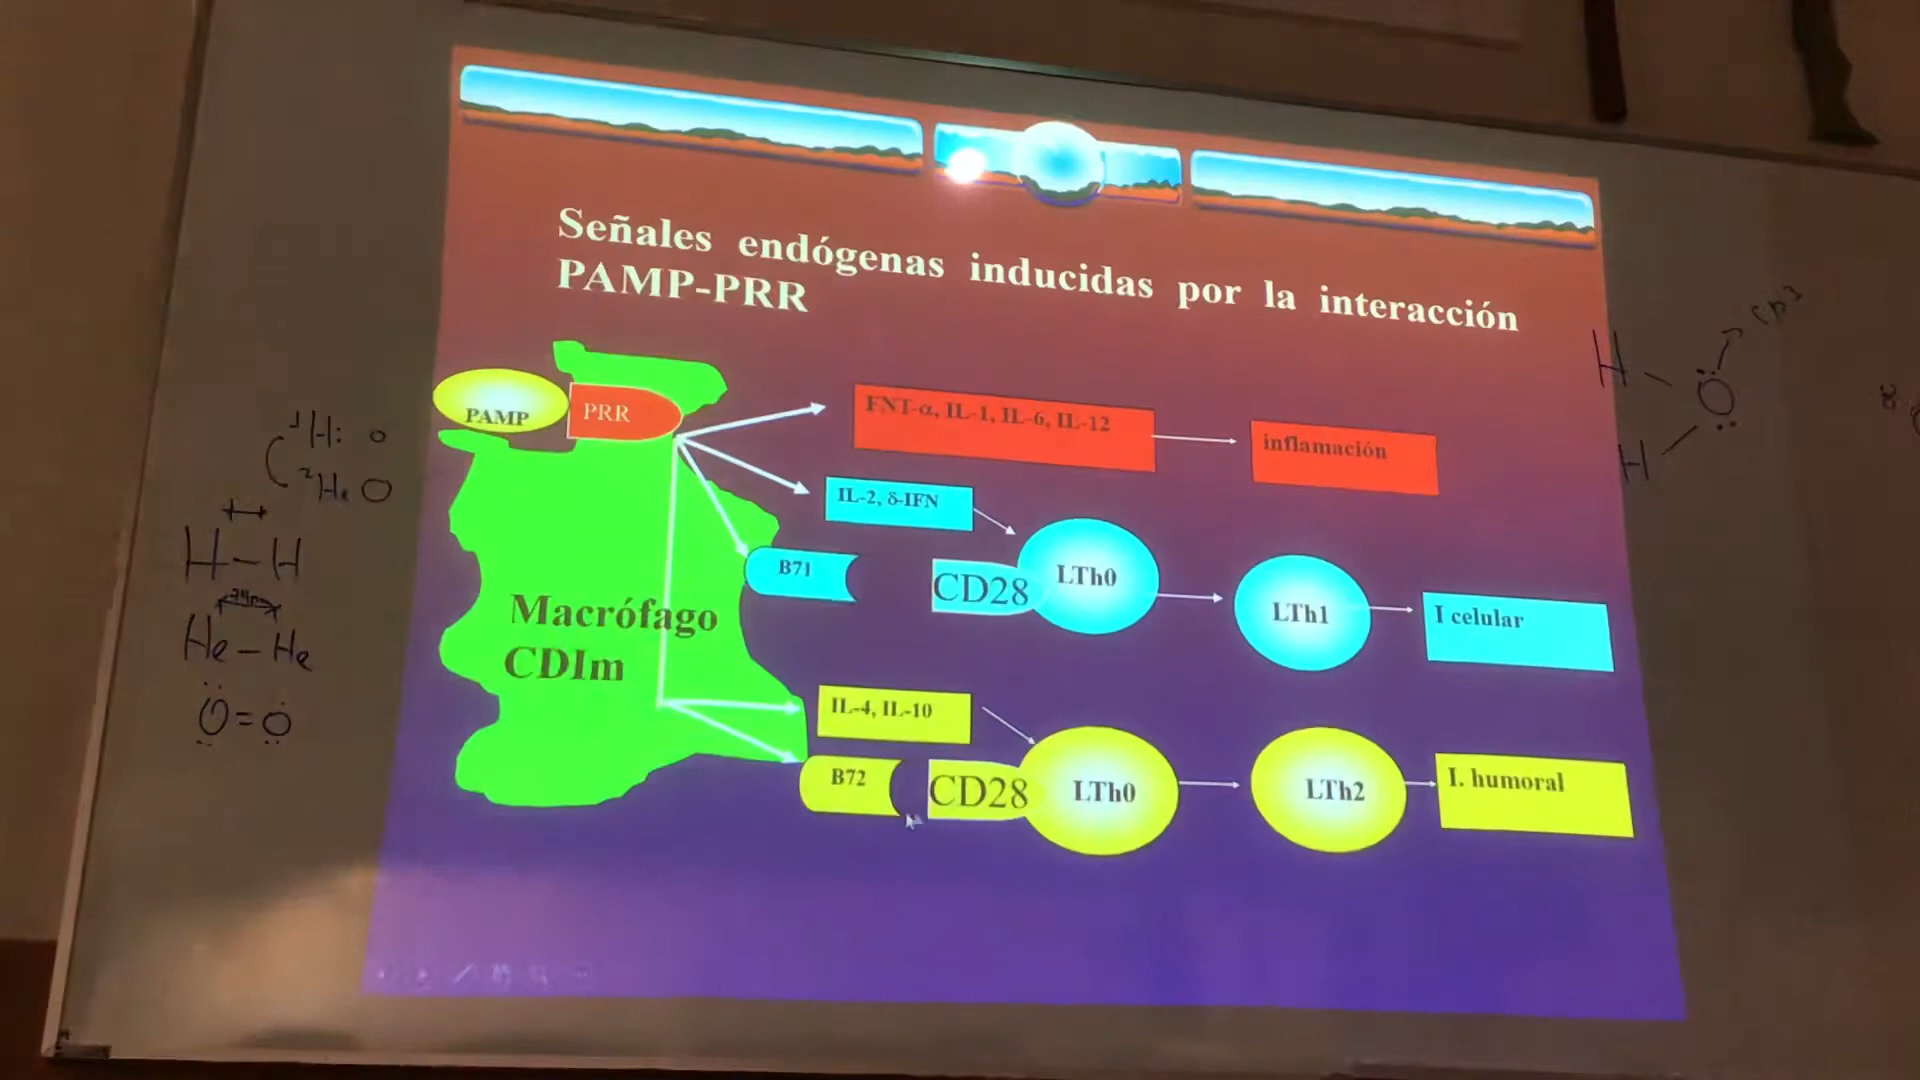 Señales endógenas inducidas por la interacción
PAMP-PRR
PAMP
PRR
FNT-α, IL-1, IL-6, IL-12
inflamación
IL-2, δ-IFN
B71
CD28
LTh0
LTh1
I celular
Macrófago
CDIm
IL-4, IL-10
B72
CD28
LTh0
LTh2
I. humoral
¹H: o
²He O
H-H
He-He
O=O
H
O
H